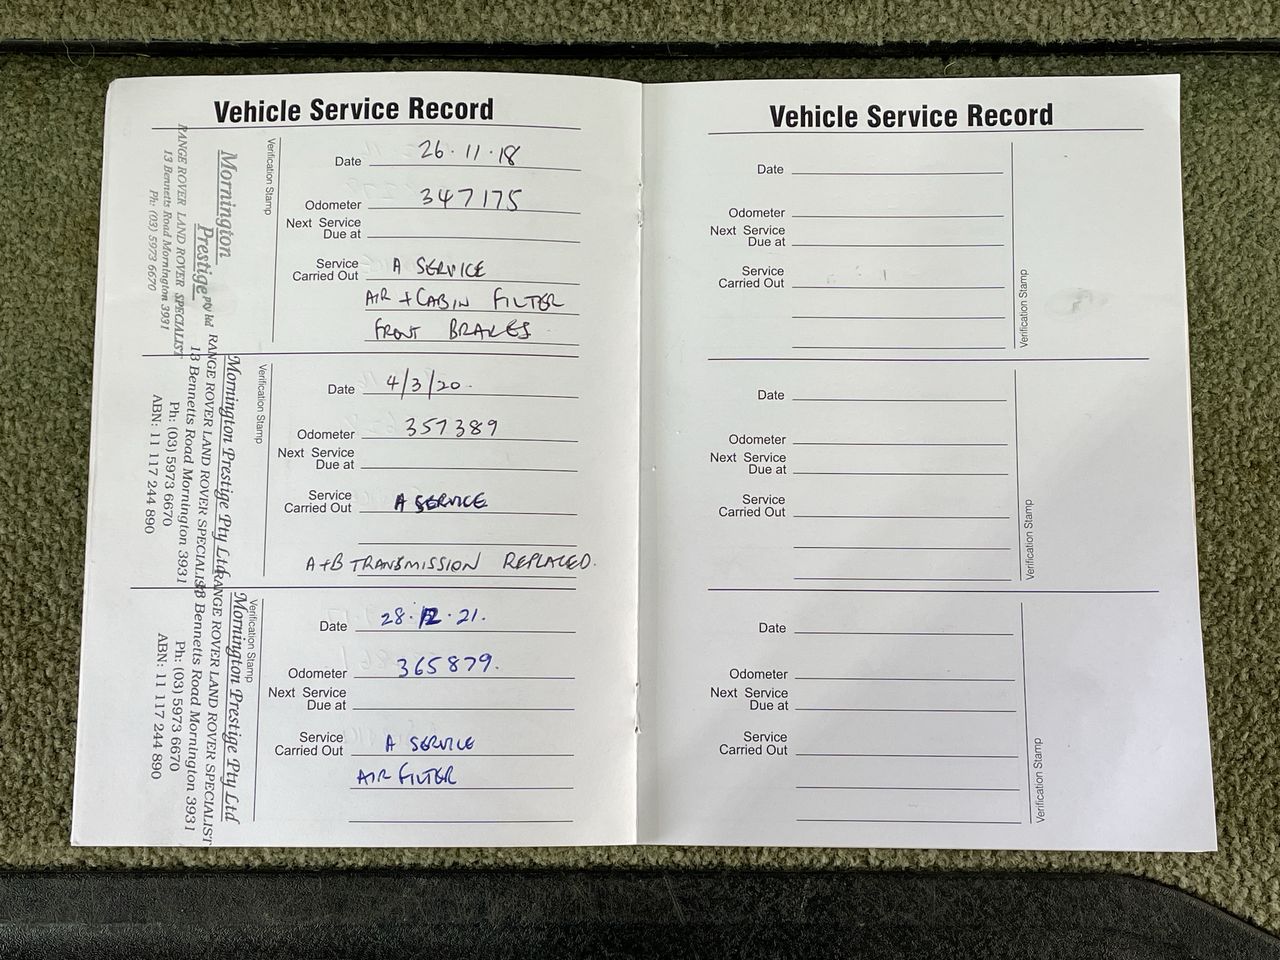 Vehicle Service Record
Mornington
Prestige pty ltd
RANGE ROVER LAND ROVER SPECIALIST
13 Bennetts Road Mornington 3931
Ph: (03) 5973 6670
Verification Stamp
Date 26.11.18
Odometer 347175
Next Service
Due at
Service
Carried Out A SERVICE
AIR + CABIN FILTER
FRONT BRAKES
Mornington Prestige Pty Ltd
RANGE ROVER LAND ROVER SPECIALIST
13 Bennetts Road Mornington 3931
Ph: (03) 5973 6670
ABN: 11 117 244 890
Verification Stamp
Date 4/3/20.
Odometer 357389
Next Service
Due at
Service
Carried Out A SERVICE
A+B TRANSMISSION REPLACED.
Mornington Prestige Pty Ltd
RANGE ROVER LAND ROVER SPECIALIST
13 Bennetts Road Mornington 3931
Ph: (03) 5973 6670
ABN: 11 117 244 890
Verification Stamp
Date 28.12.21.
Odometer 365879.
Next Service
Due at
Service
Carried Out A SERVICE
AIR FILTER
Vehicle Service Record
Date
Odometer
Next Service
Due at
Service
Carried Out
Verification Stamp
Date
Odometer
Next Service
Due at
Service
Carried Out
Verification Stamp
Date
Odometer
Next Service
Due at
Service
Carried Out
Verification Stamp